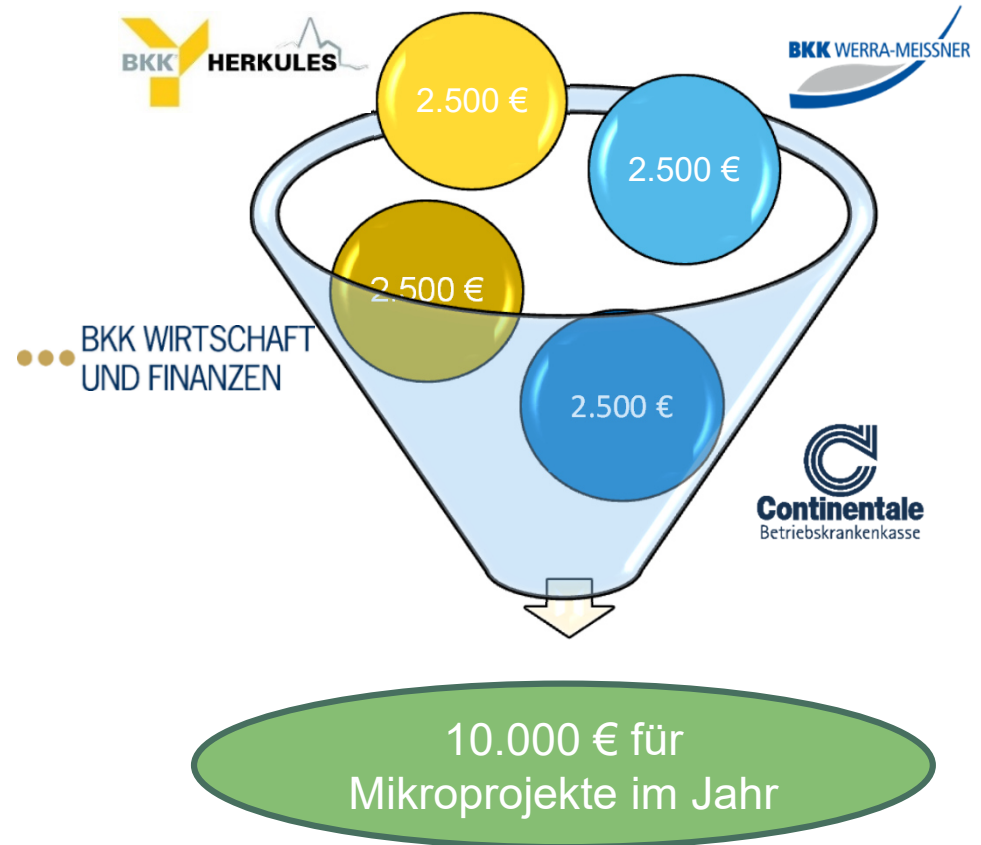 BKK HERKULES
BKK WERRA-MEISSNER
2.500 €
2.500 €
2.500 €
BKK WIRTSCHAFT
UND FINANZEN
2.500 €
Continentale
Betriebskrankenkasse
10.000 € für
Mikroprojekte im Jahr